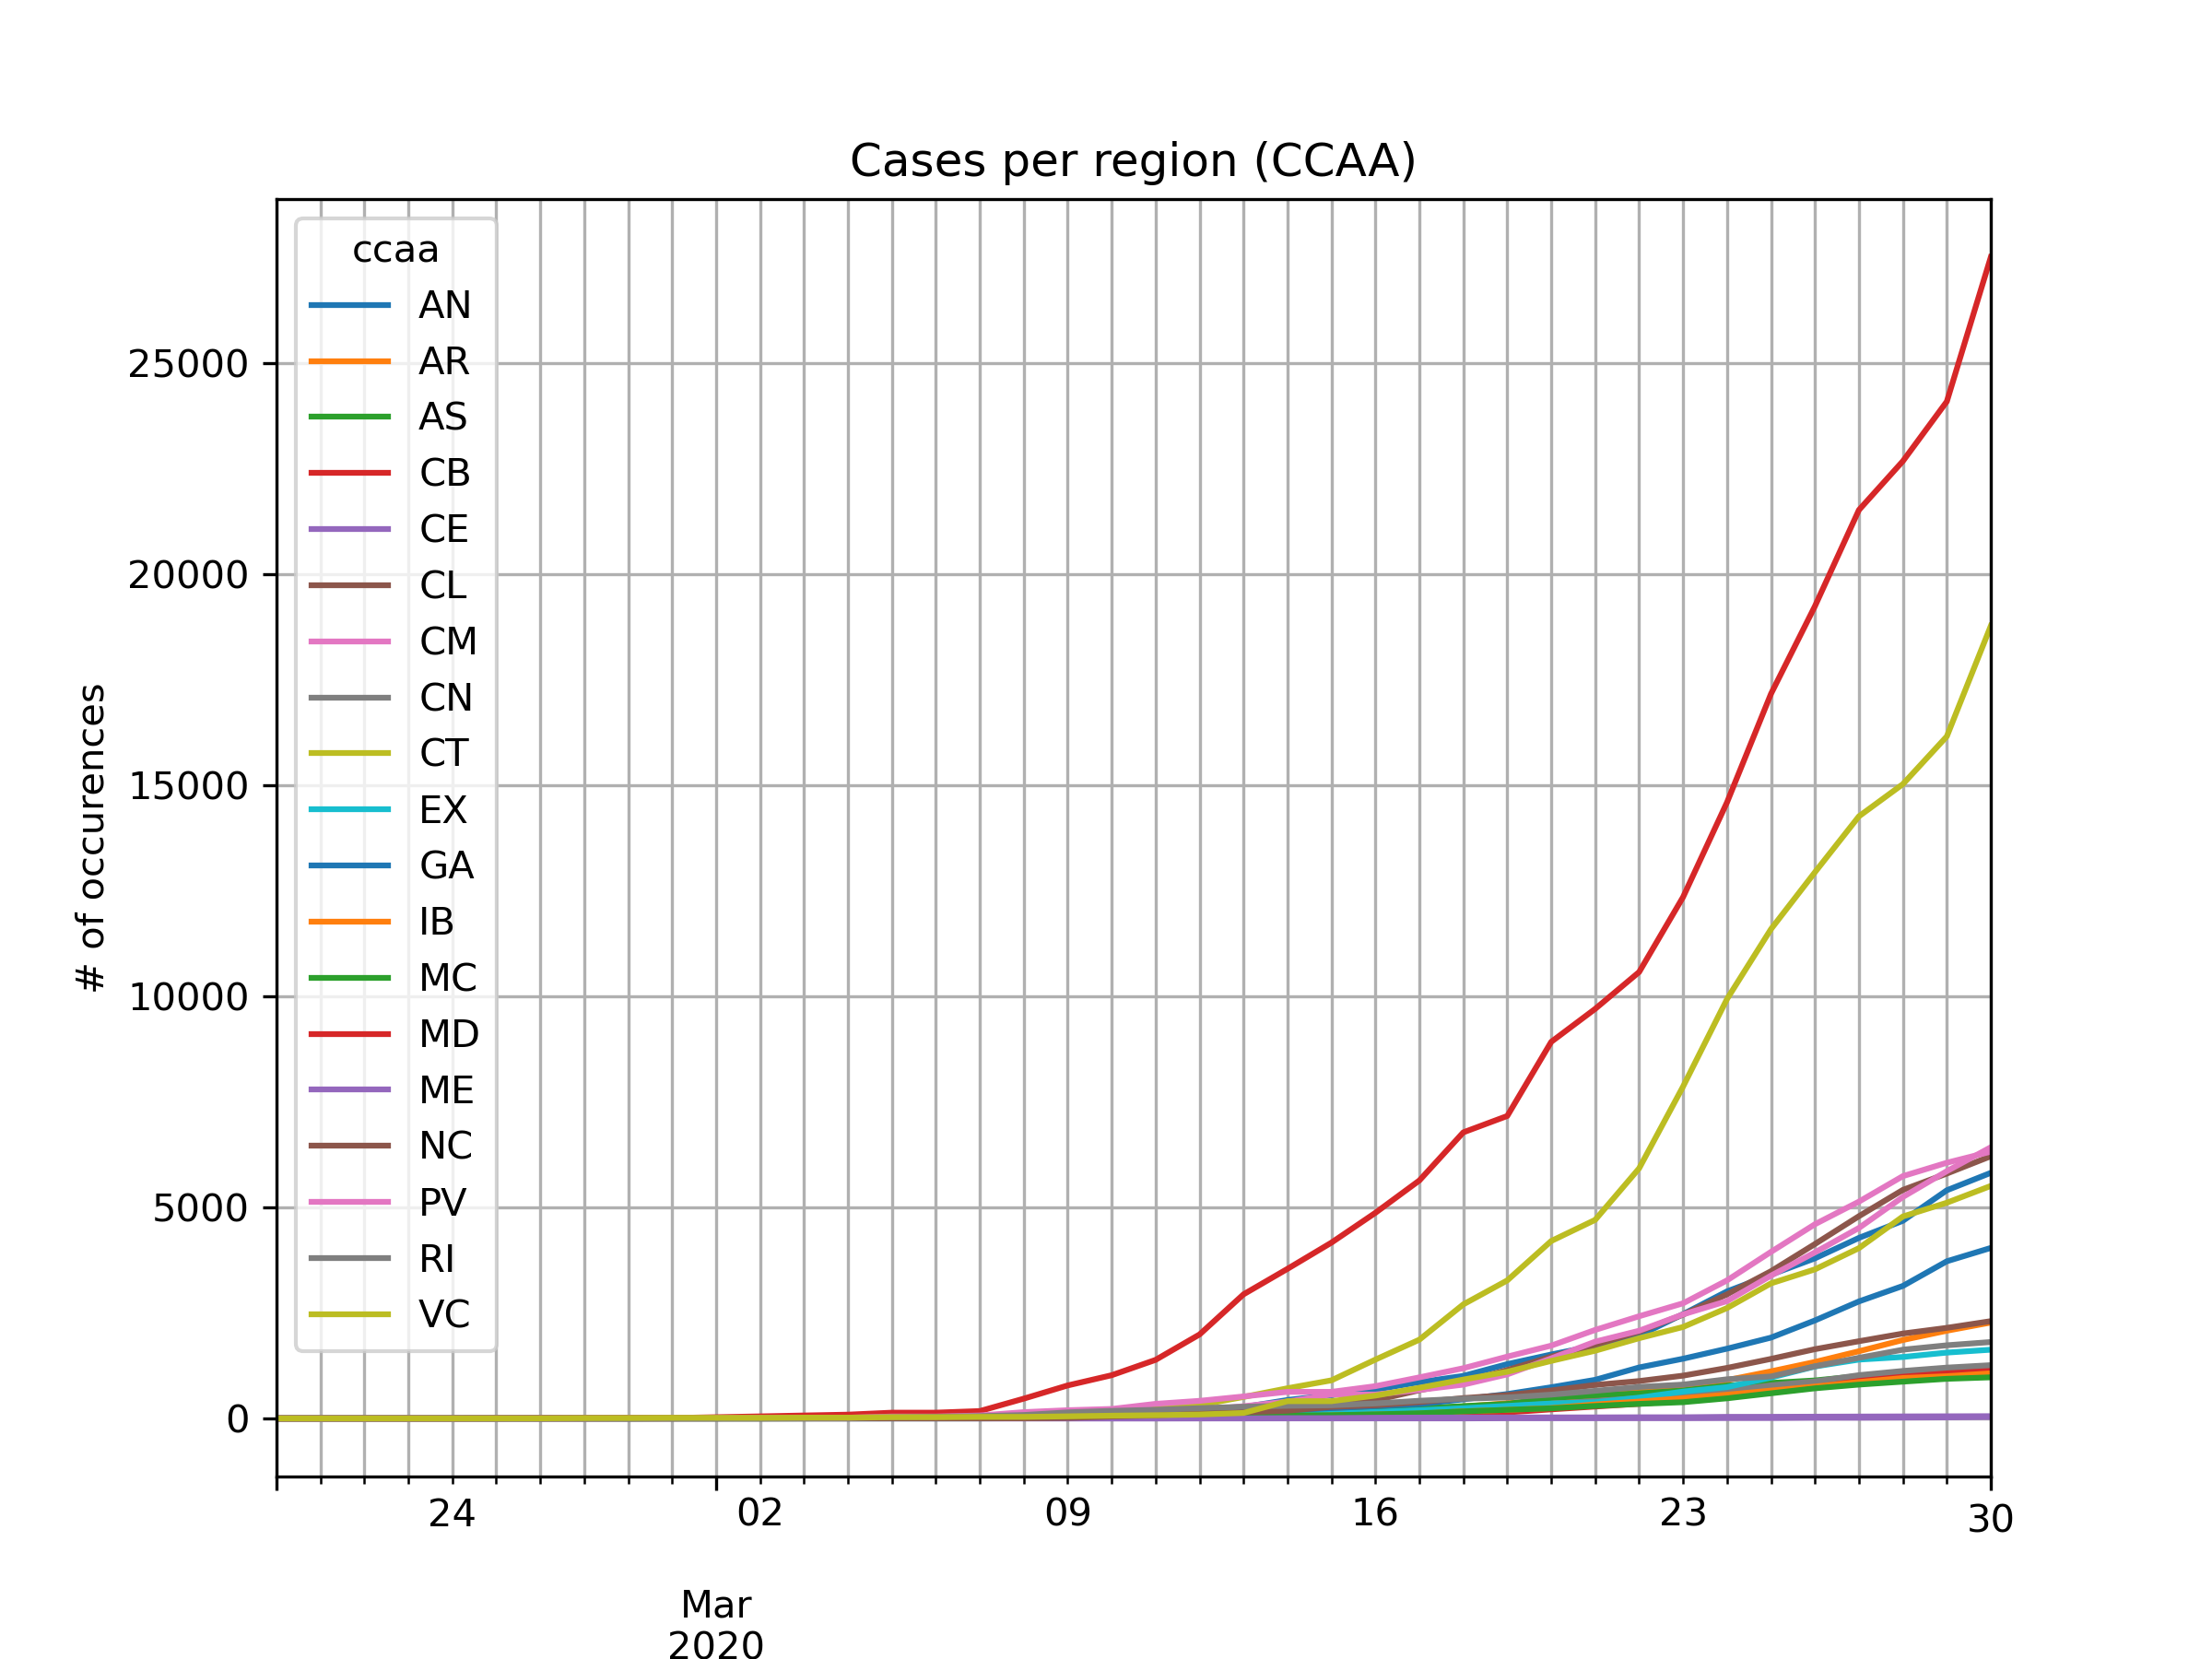 Cases per region (CCAA)
ccaa
AN
AR
AS
CB
CE
CL
CM
CN
CT
EX
GA
IB
MC
MD
ME
NC
PV
RI
VC
25000
20000
15000
10000
5000
0
# of occurences
24 02 09 16 23 30
Mar
2020